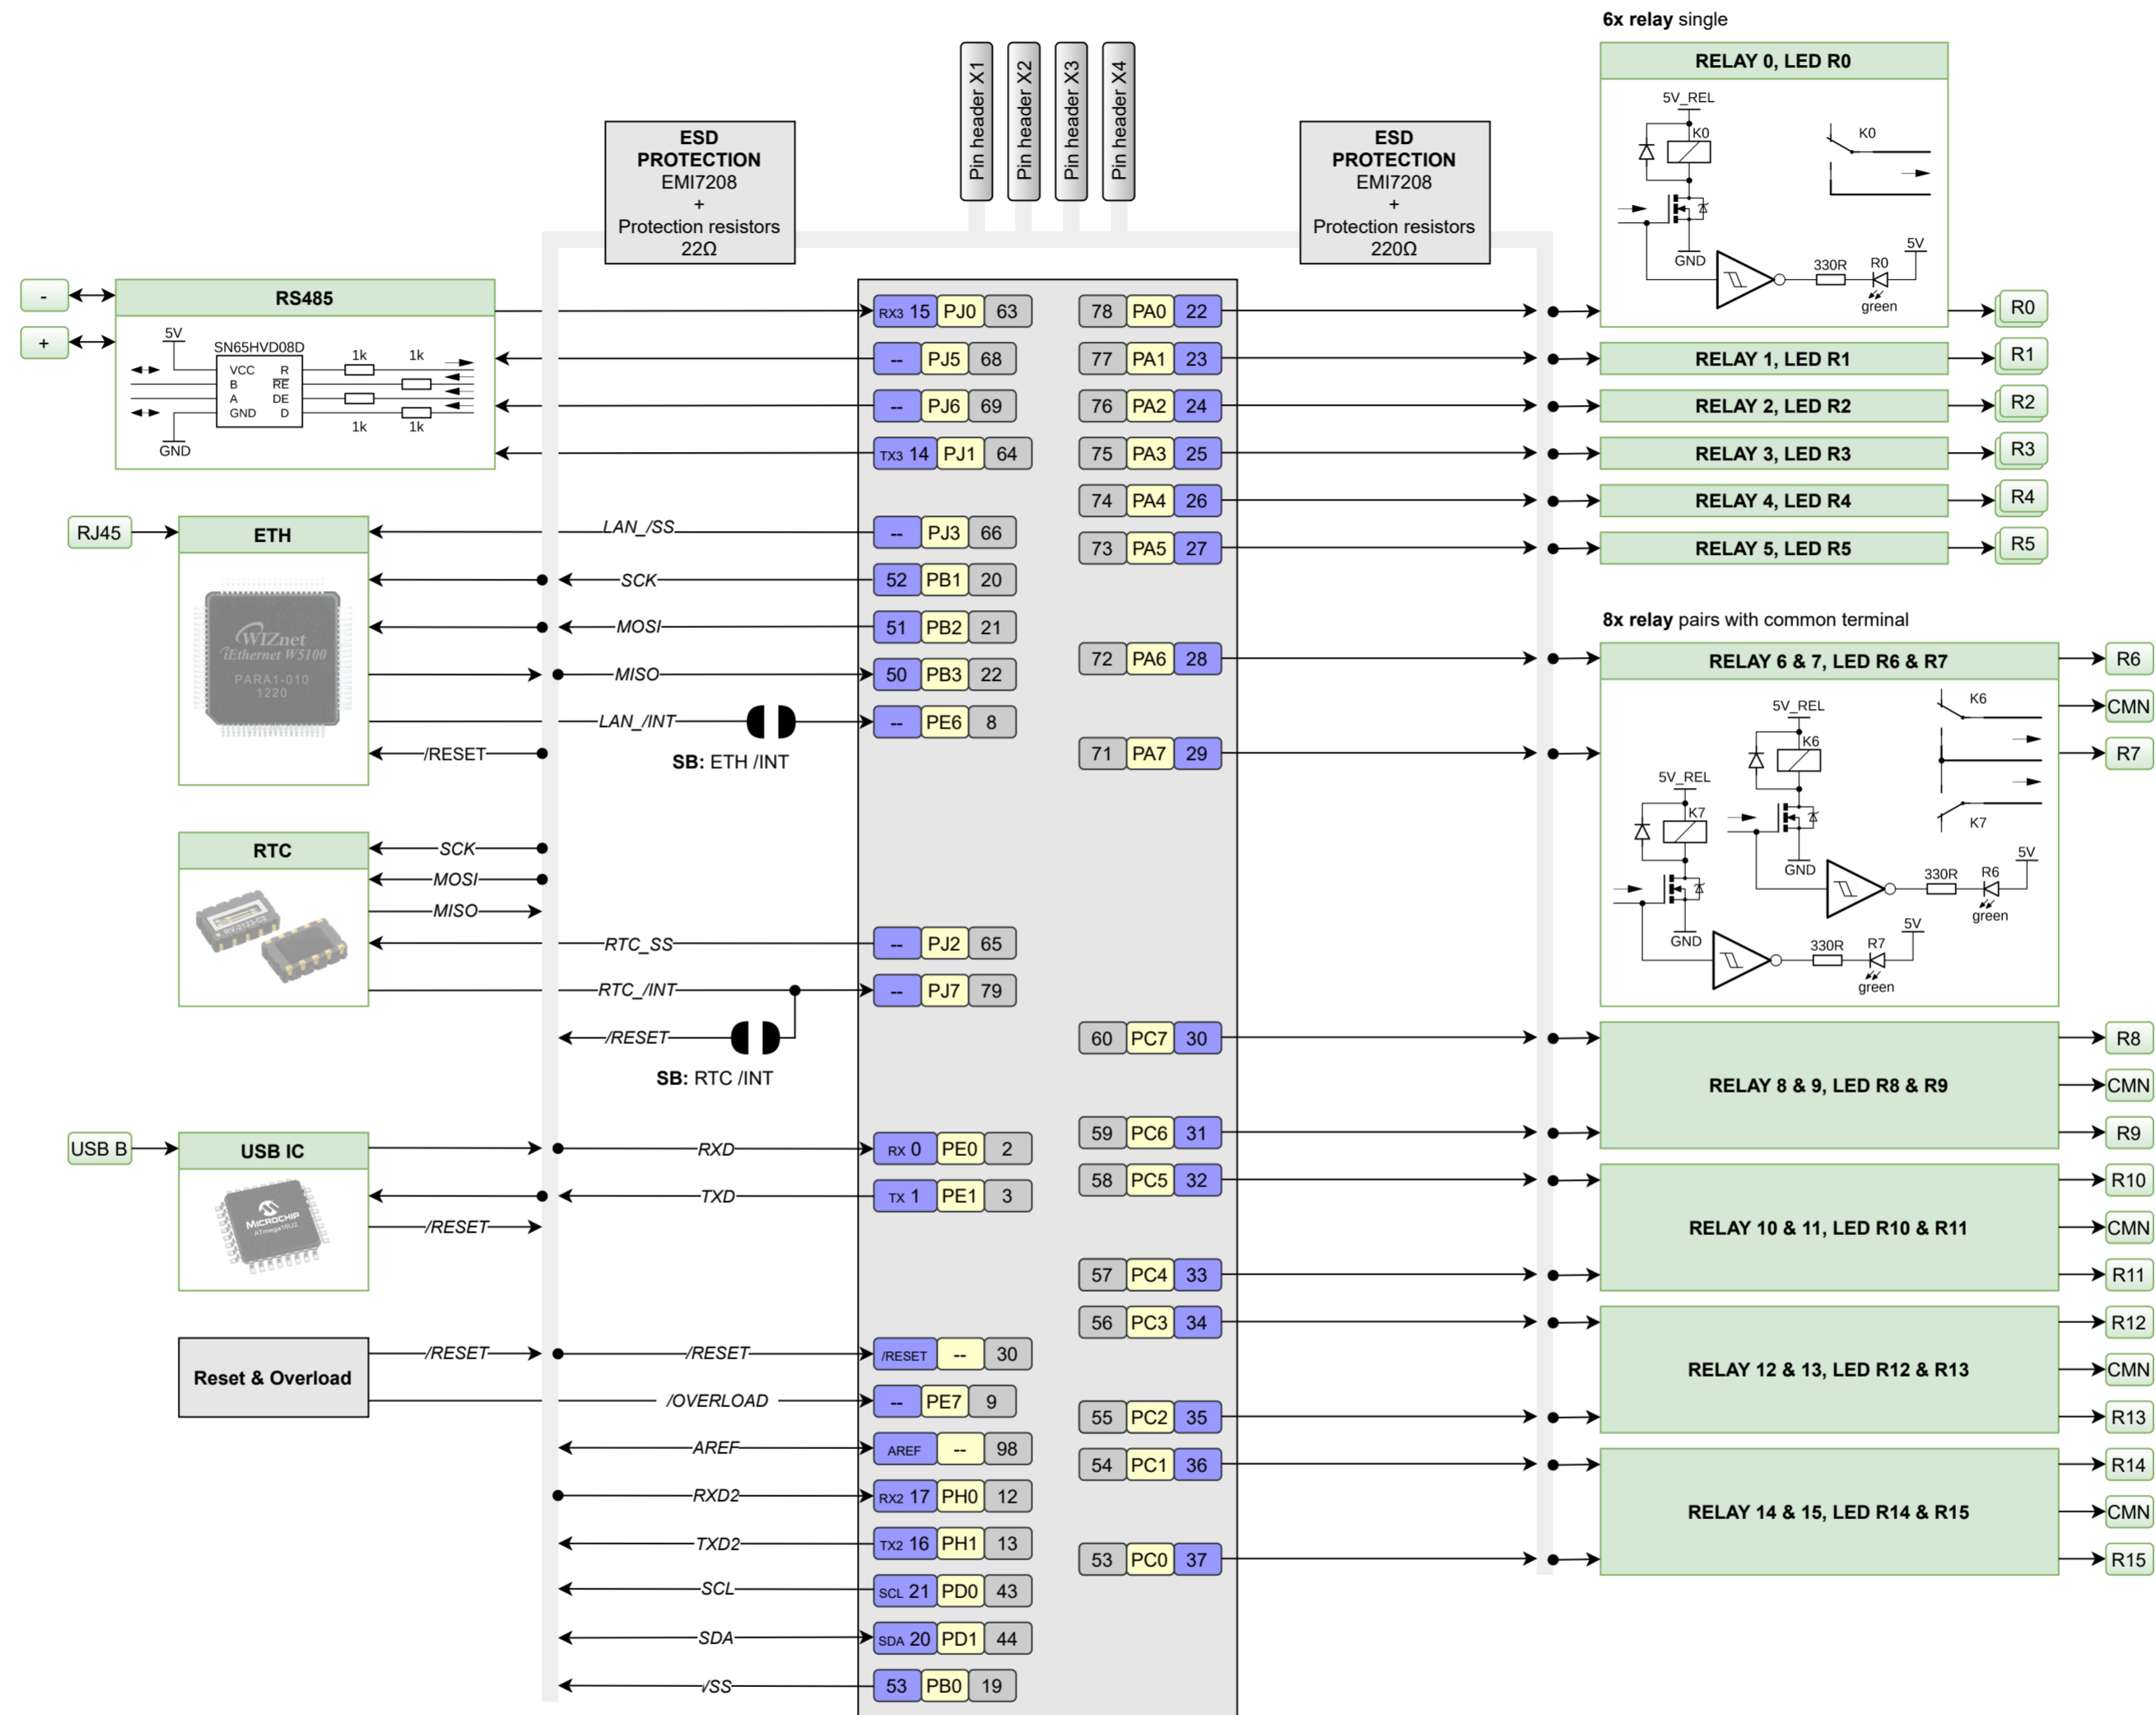 6x relay single
Pin header X1
Pin header X2
Pin header X3
Pin header X4
ESD
PROTECTION
EMI7208
+
Protection resistors
22Ω
ESD
PROTECTION
EMI7208
+
Protection resistors
220Ω
RELAY 0, LED R0
5V_REL
K0
K0
GND
330R
R0
5V
green
R0
-
+
RS485
5V
SN65HVD08D
1k 1k
VCC R
B RE
A DE
GND D
1k 1k
GND
RX3 15 PJ0 63
-- PJ5 68
-- PJ6 69
TX3 14 PJ1 64
78 PA0 22
77 PA1 23
76 PA2 24
75 PA3 25
74 PA4 26
73 PA5 27
RELAY 1, LED R1
R1
RELAY 2, LED R2
R2
RELAY 3, LED R3
R3
RELAY 4, LED R4
R4
RELAY 5, LED R5
R5
RJ45
ETH
WIZnet
iEthernet W5100
PARA1-010
1220
LAN_/SS
-- PJ3 66
SCK
52 PB1 20
MOSI
51 PB2 21
MISO
50 PB3 22
LAN_/INT
-- PE6 8
/RESET
SB: ETH /INT
8x relay pairs with common terminal
72 PA6 28
71 PA7 29
RELAY 6 & 7, LED R6 & R7
R6
CMN
R7
5V_REL
K6
K6
5V_REL
K7
K7
GND
330R
R6
5V
green
GND
330R
R7
5V
green
RTC
RV-2123-C2
SCK
MOSI
MISO
RTC_SS
-- PJ2 65
RTC_/INT
-- PJ7 79
/RESET
SB: RTC /INT
60 PC7 30
59 PC6 31
RELAY 8 & 9, LED R8 & R9
R8
CMN
R9
USB B
USB IC
MICROCHIP
ATmega16U2
RXD
RX 0 PE0 2
TXD
TX 1 PE1 3
/RESET
58 PC5 32
57 PC4 33
RELAY 10 & 11, LED R10 & R11
R10
CMN
R11
Reset & Overload
/RESET
/RESET
/RESET -- 30
/OVERLOAD
-- PE7 9
56 PC3 34
55 PC2 35
RELAY 12 & 13, LED R12 & R13
R12
CMN
R13
AREF
AREF -- 98
RXD2
RX2 17 PH0 12
TXD2
TX2 16 PH1 13
SCL
SCL 21 PD0 43
SDA
SDA 20 PD1 44
/SS
53 PB0 19
54 PC1 36
53 PC0 37
RELAY 14 & 15, LED R14 & R15
R14
CMN
R15